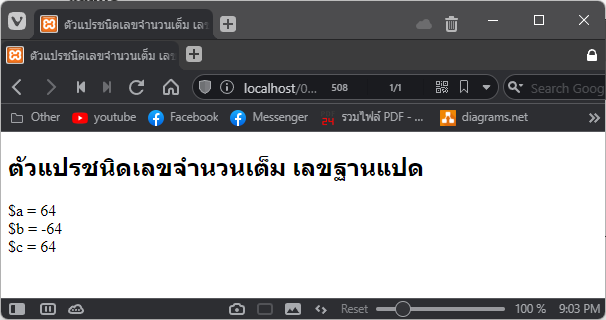 ตัวแปรชนิดเลขจำนวนเต็ม เลข
ตัวแปรชนิดเลขจำนวนเต็ม เลข
localhost/0... 508 1/1 Search Goog
Other youtube Facebook Messenger 24 รวมไฟล์ PDF - ... diagrams.net
ตัวแปรชนิดเลขจำนวนเต็ม เลขฐานแปด
$a = 64
$b = -64
$c = 64
Reset 100 % 9:03 PM